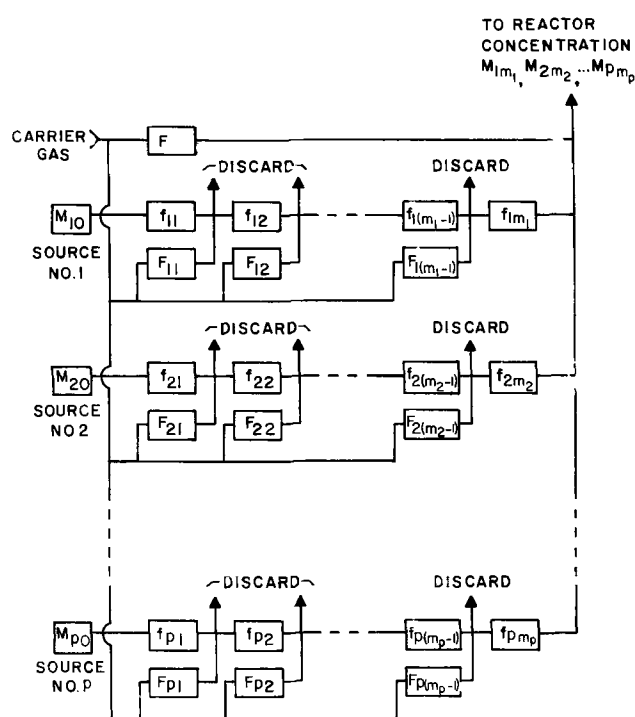 TO REACTOR
CONCENTRATION
M1m1, M2m2, ...Mpmp
CARRIER
GAS
F
DISCARD
DISCARD
M10
f11
f12
f1(m1-1)
f1m1
SOURCE
NO.1
F11
F12
F1(m1-1)
DISCARD
DISCARD
M20
f21
f22
f2(m2-1)
f2m2
SOURCE
NO.2
F21
F22
F2(m2-1)
DISCARD
DISCARD
Mpo
fp1
fp2
fp(mp-1)
fpmp
SOURCE
NO.p
Fp1
Fp2
Fp(mp-1)